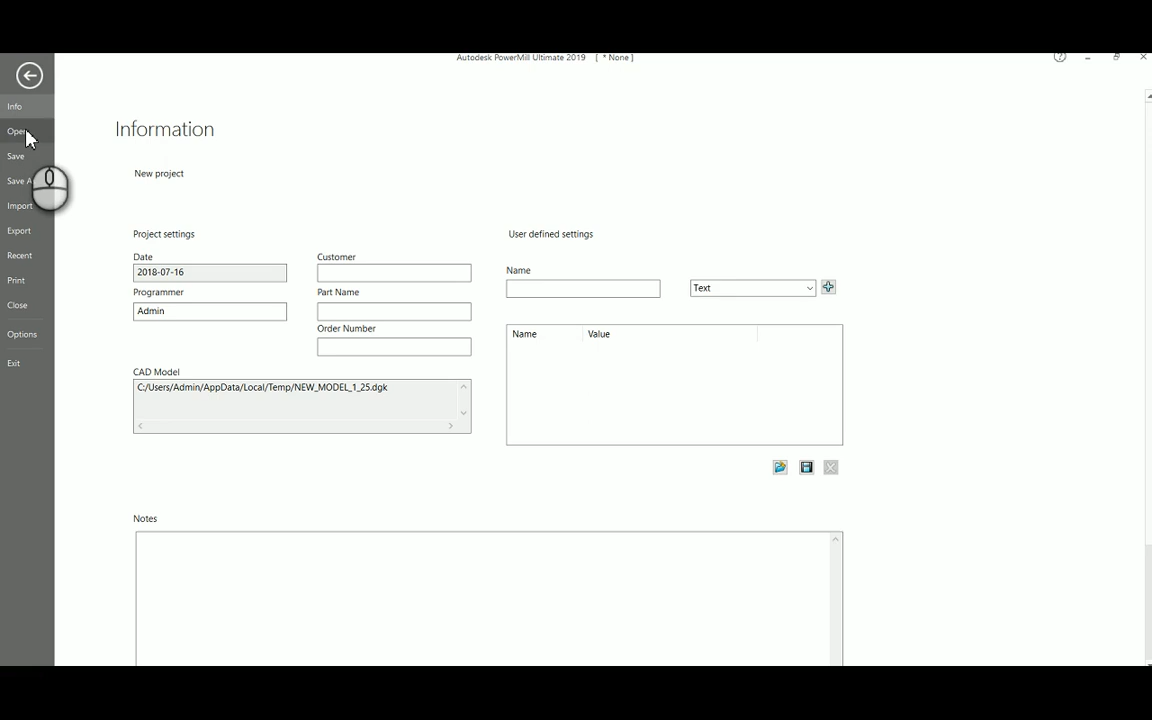 Autodesk PowerMill Ultimate 2019 [ * None ]
Info
Open
Save
Save A
Import
Export
Recent
Print
Close
Options
Exit
Information
New project
Project settings
Date
2018-07-16
Programmer
Admin
Customer
Part Name
Order Number
CAD Model
C:/Users/Admin/AppData/Local/Temp/NEW_MODEL_1_25.dgk
User defined settings
Name
Text
Name Value
Notes